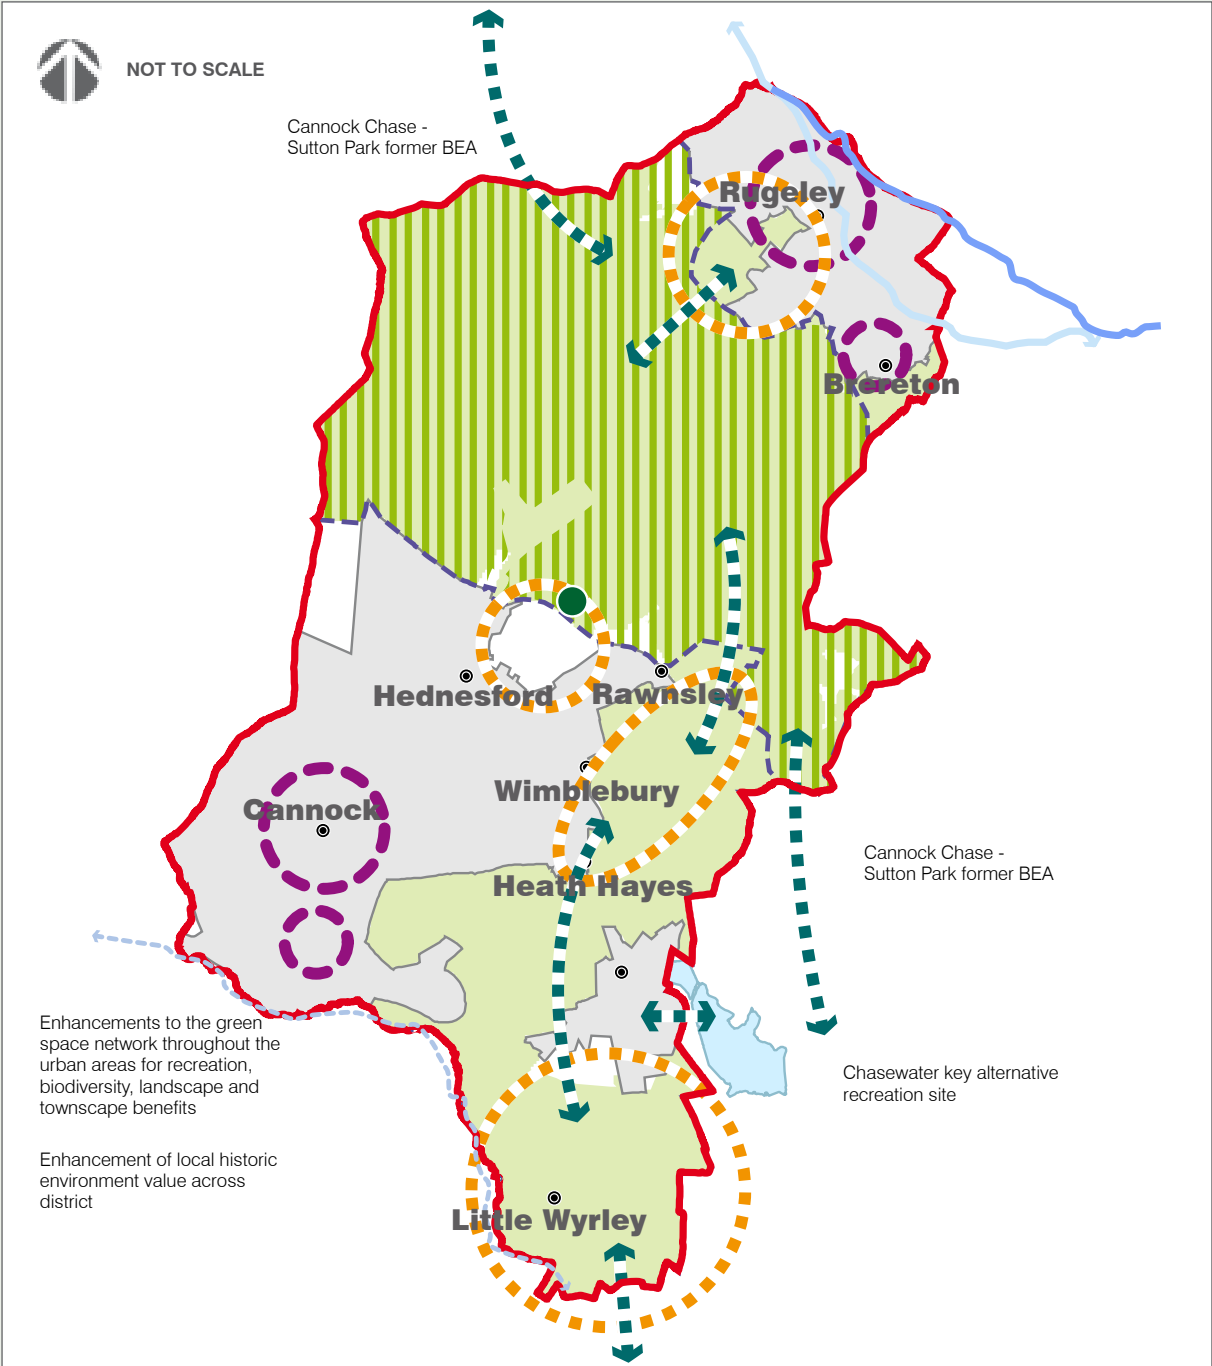 NOT TO SCALE
Cannock Chase -
Sutton Park former BEA
Rugeley
Brereton
Hednesford
Rawnsley
Wimblebury
Cannock
Cannock Chase -
Sutton Park former BEA
Heath Hayes
Enhancements to the green
space network throughout the
urban areas for recreation,
biodiversity, landscape and
townscape benefits
Chasewater key alternative
recreation site
Enhancement of local historic
environment value across
district
Little Wyrley